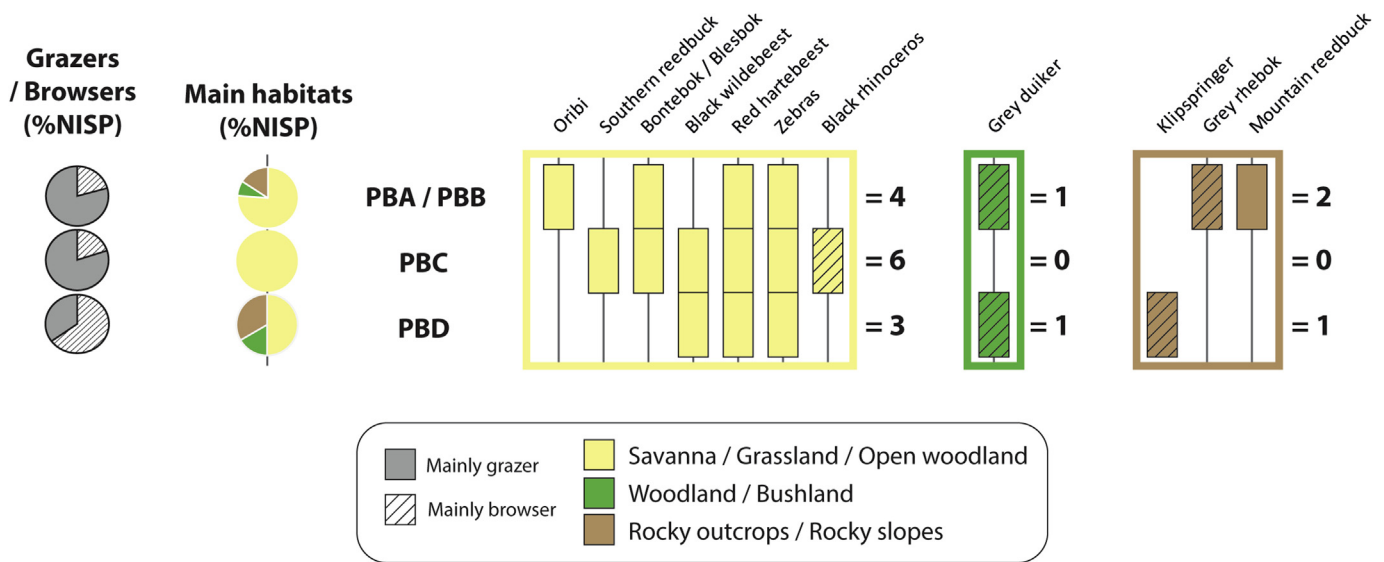 Grazers
/ Browsers
(%NISP)
Main habitats
(%NISP)
Oribi
Southern reedbuck
Bontebok / Blesbok
Black wildebeest
Red hartebeest
Zebras
Black rhinoceros
Grey duiker
Klipspringer
Grey rhebok
Mountain reedbuck
PBA / PBB
= 4
= 1
= 2
PBC
= 6
= 0
= 0
PBD
= 3
= 1
= 1
Mainly grazer
Mainly browser
Savanna / Grassland / Open woodland
Woodland / Bushland
Rocky outcrops / Rocky slopes